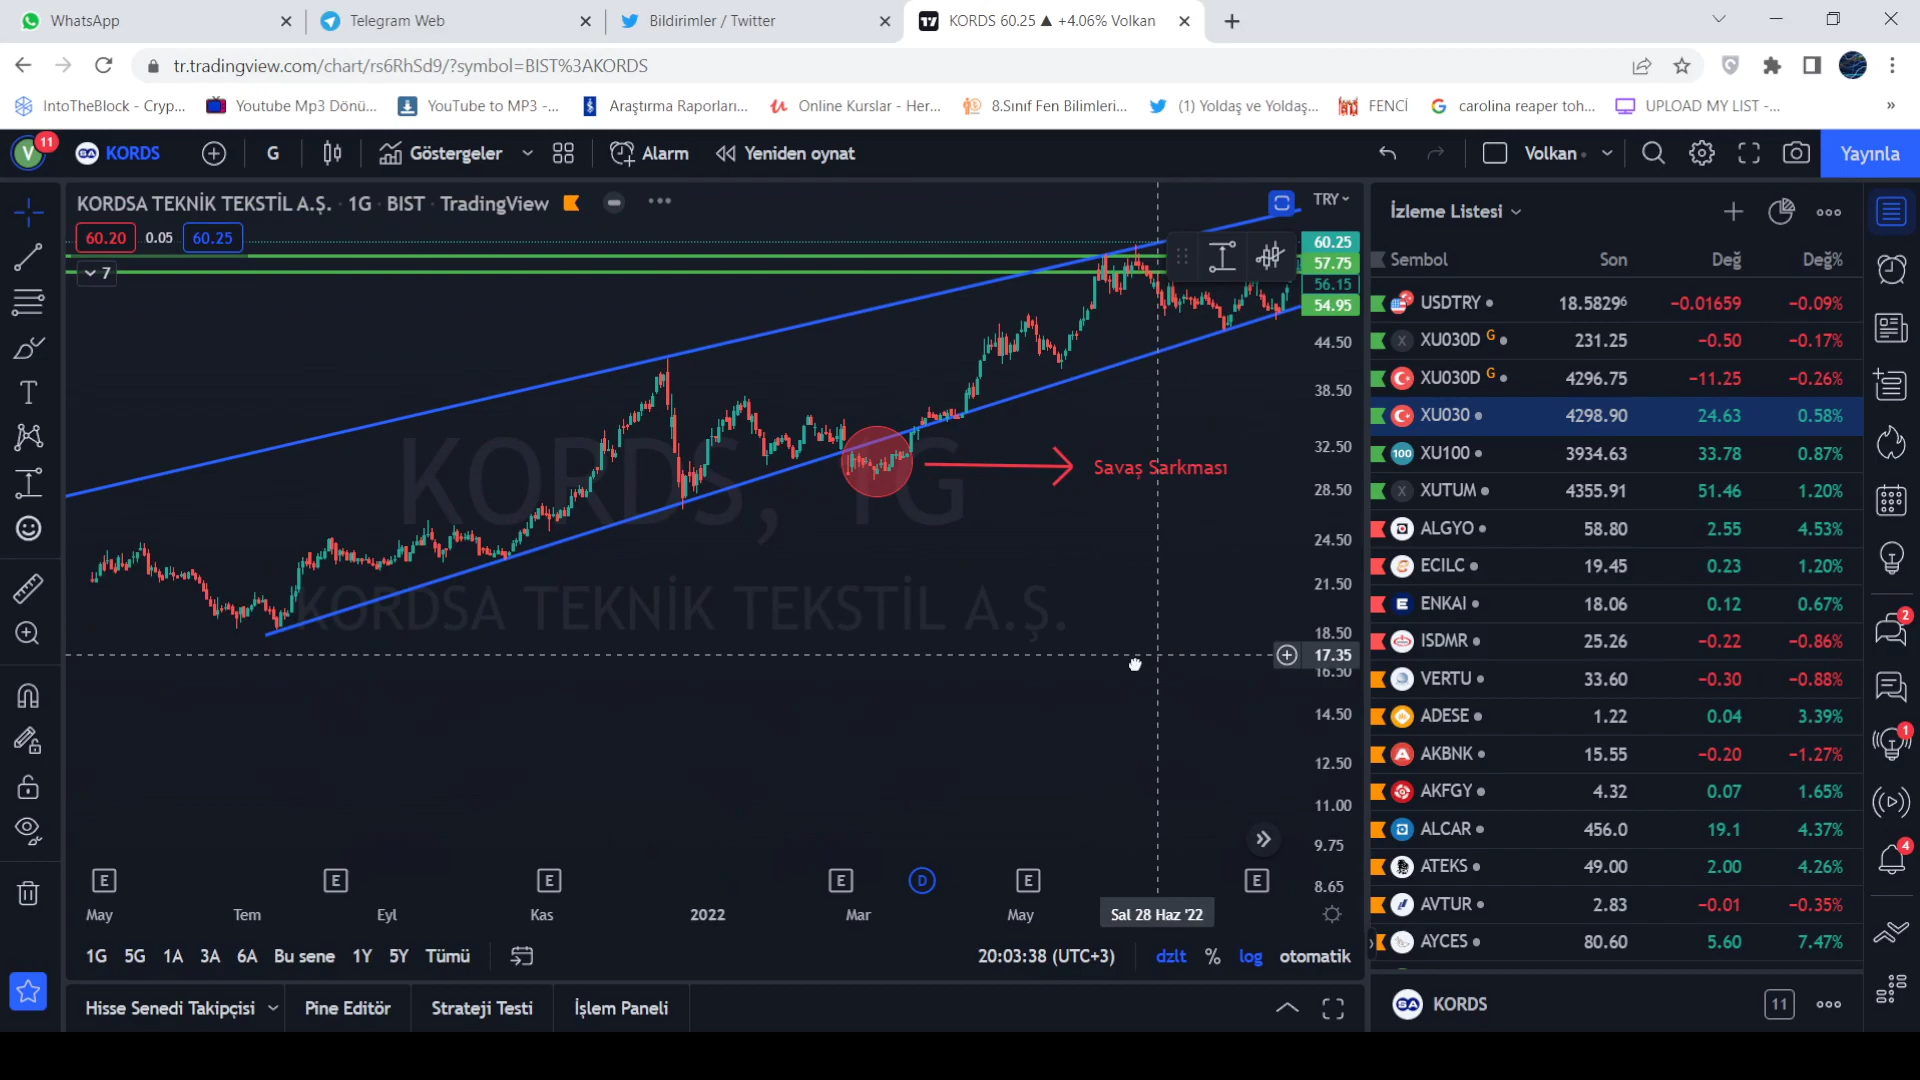 WhatsApp
Telegram Web
Bildirimler / Twitter
KORDS 60.25 ▲ +4.06% Volkan
tr.tradingview.com/chart/rs6RhSd9/?symbol=BIST%3AKORDS
IntoTheBlock - Cryp...
Youtube Mp3 Dönü...
YouTube to MP3 -...
Araştırma Raporları...
Online Kurslar - Her...
8.Sınıf Fen Bilimleri...
(1) Yoldaş ve Yoldaş...
FENCİ
carolina reaper toh...
UPLOAD MY LIST -...
»
V 11
KORDS
G
Göstergeler
Alarm
Yeniden oynat
Volkan
Yayınla
KORDSA TEKNİK TEKSTİL A.Ş. · 1G · BIST · TradingView
TRY
60.20 0.05 60.25
7
KORDS, 1G
KORDSA TEKNİK TEKSTİL A.Ş.
Savaş Sarkması
60.25
57.75
56.15
54.95
44.50
38.50
32.50
28.50
24.50
21.50
18.50
17.35
16.50
14.50
12.50
11.00
9.75
8.65
E E E E D E E
May Tem Eyl Kas 2022 Mar May Sal 28 Haz '22
1G 5G 1A 3A 6A Bu sene 1Y 5Y Tümü
20:03:38 (UTC+3) dzlt % log otomatik
Hisse Senedi Takipçisi Pine Editör Strateji Testi İşlem Paneli
İzleme Listesi
Sembol Son Değ Değ%
USDTRY 18.5829⁶ −0.01659 −0.09%
XU030D G 231.25 −0.50 −0.17%
XU030D G 4296.75 −11.25 −0.26%
XU030 4298.90 24.63 0.58%
100 XU100 3934.63 33.78 0.87%
XUTUM 4355.91 51.46 1.20%
ALGYO 58.80 2.55 4.53%
ECILC 19.45 0.23 1.20%
ENKAI 18.06 0.12 0.67%
ISDMR 25.26 −0.22 −0.86%
VERTU 33.60 −0.30 −0.88%
ADESE 1.22 0.04 3.39%
AKBNK 15.55 −0.20 −1.27%
AKFGY 4.32 0.07 1.65%
ALCAR 456.0 19.1 4.37%
ATEKS 49.00 2.00 4.26%
AVTUR 2.83 −0.01 −0.35%
AYCES 80.60 5.60 7.47%
KORDS 11
2
1
4